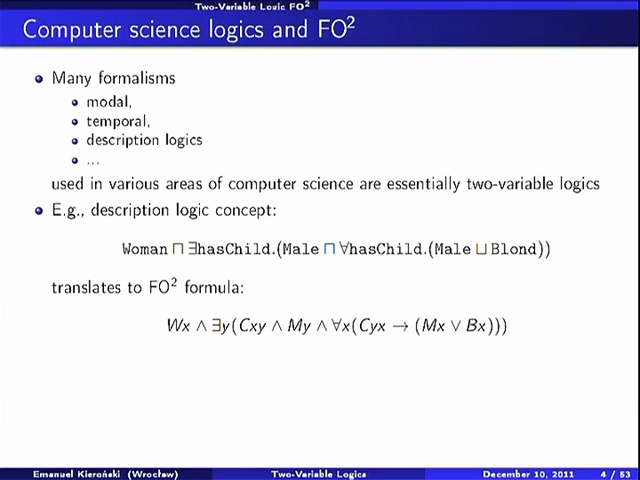 Two-Variable Logic FO²
Computer science logics and FO²
Many formalisms
modal,
temporal,
description logics
...
used in various areas of computer science are essentially two-variable logics
E.g., description logic concept:
Woman ⊓ ∃hasChild.(Male ⊓ ∀hasChild.(Male ⊔ Blond))
translates to FO² formula:
Wx ∧ ∃y(Cxy ∧ My ∧ ∀x(Cyx → (Mx ∨ Bx)))
Emanuel Kieroński (Wrocław) Two-Variable Logics December 10, 2011 4 / 53